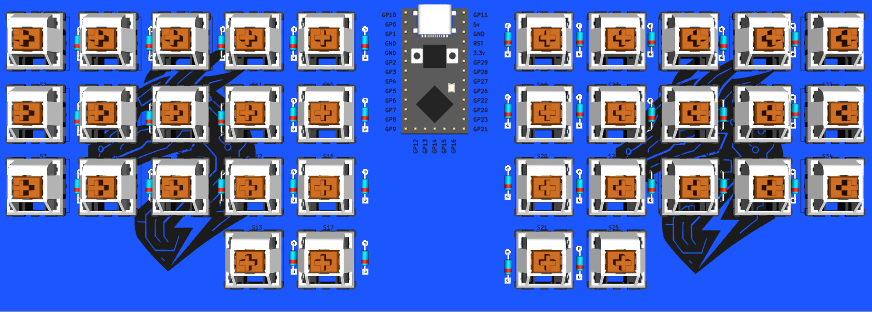 GP10
GP0
GP1
GND
GND
GP2
GP3
GP4
GP5
GP6
GP7
GP8
GP9
GP11
5v
GND
RST
3.3v
GP29
GP28
GP27
GP26
GP22
GP20
GP23
GP21
GP12
GP13
GP14
GP15
GP16